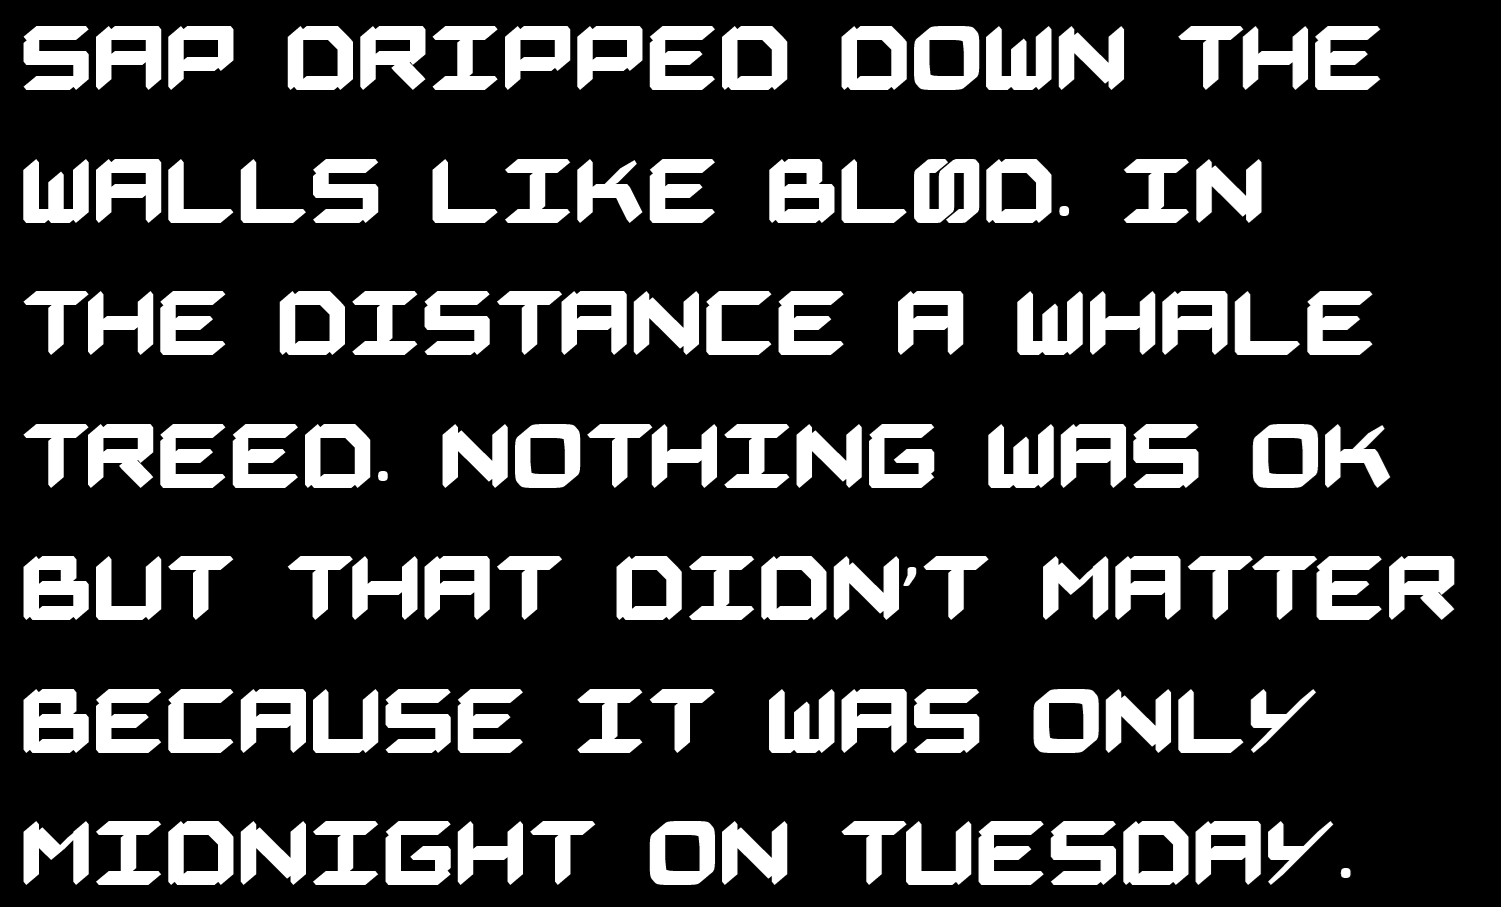 SAP DRIPPED DOWN THE
WALLS LIKE BLOOD. IN
THE DISTANCE A WHALE
TREED. NOTHING WAS OK
BUT THAT DIDN'T MATTER
BECAUSE IT WAS ONLY
MIDNIGHT ON TUESDAY.